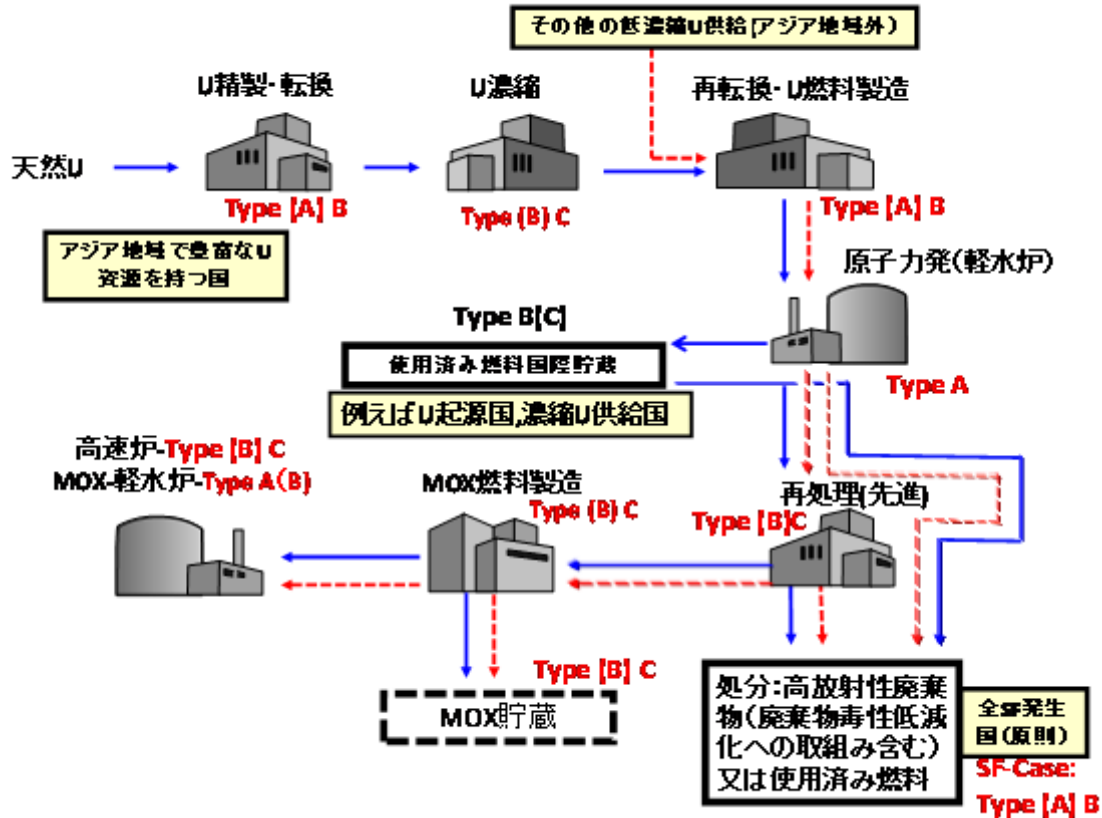 その他の低濃縮U供給(アジア地域外)
U精製・転換
U濃縮
再転換・U燃料製造
天然U
Type [A] B
Type (B) C
Type [A] B
アジア地域で豊富なU
資源を持つ国
原子力発(軽水炉)
Type B[C]
使用済み燃料国際貯蔵
Type A
例えばU起源国,濃縮U供給国
高速炉-Type [B] C
MOX-軽水炉-Type A(B)
MOX燃料製造
Type (B) C
再処理(先進)
Type [B]C
Type [B] C
MOX貯蔵
処分:高放射性廃棄
物(廃棄物毒性低減
化への取組み含む)
又は使用済み燃料
全SF発生
国(原則)
SF-Case:
Type [A] B